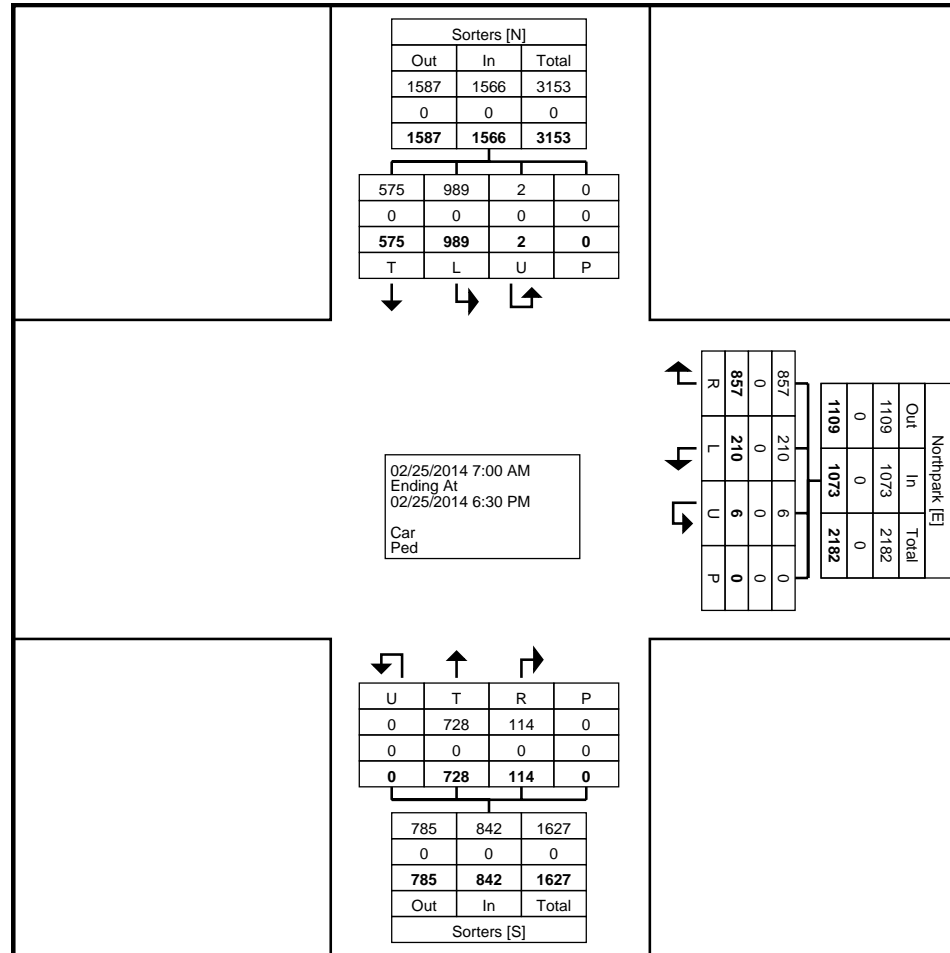 Sorters [N]
Out In Total
1587 1566 3153
0 0 0
1587 1566 3153
575 989 2 0
0 0 0 0
575 989 2 0
T L U P
Northpark [E]
Out In Total
1109 1073 2182
0 0 0
1109 1073 2182
857 210 6 0
0 0 0 0
857 210 6 0
R L U P
02/25/2014 7:00 AM
Ending At
02/25/2014 6:30 PM
Car
Ped
U T R P
0 728 114 0
0 0 0 0
0 728 114 0
785 842 1627
0 0 0
785 842 1627
Out In Total
Sorters [S]